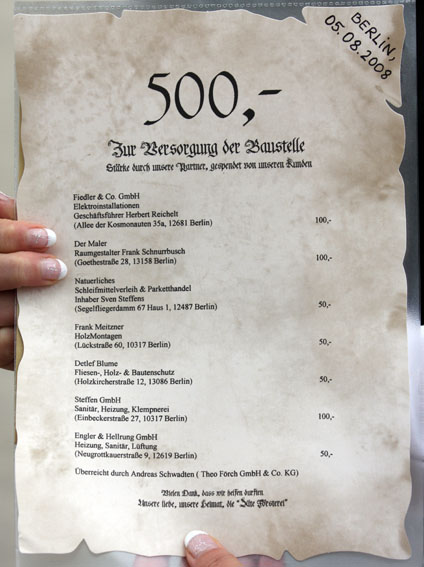 BERLIN,
05.08.2008
500,-
Zur Versorgung der Baustelle
Stärke durch unsere Partner, gespendet von unseren Kunden
Fiedler & Co. GmbH
Elektroinstallationen
Geschäftsführer Herbert Reichelt
(Allee der Kosmonauten 35a, 12681 Berlin) 100,-
Der Maler
Raumgestalter Frank Schnurrbusch
(Goethestraße 28, 13158 Berlin) 100,-
Natuerliches
Schleifmittelverleih & Parketthandel
Inhaber Sven Steffens
(Segelfliegerdamm 67 Haus 1, 12487 Berlin) 50,-
Frank Meitzner
HolzMontagen
(Lückstraße 60, 10317 Berlin) 50,-
Detlef Blume
Fliesen-, Holz- & Bautenschutz
(Holzkircherstraße 12, 13086 Berlin) 50,-
Steffen GmbH
Sanitär, Heizung, Klempnerei
(Einbeckerstraße 27, 10317 Berlin) 100,-
Engler & Hellrung GmbH
Heizung, Sanitär, Lüftung
(Neugrottkauerstraße 9, 12619 Berlin) 50,-
Überreicht durch Andreas Schwadten ( Theo Förch GmbH & Co. KG)
Vielen Dank, dass wir helfen durften
Unsere liebe, unsere Heimat, die "Alte Försterei"